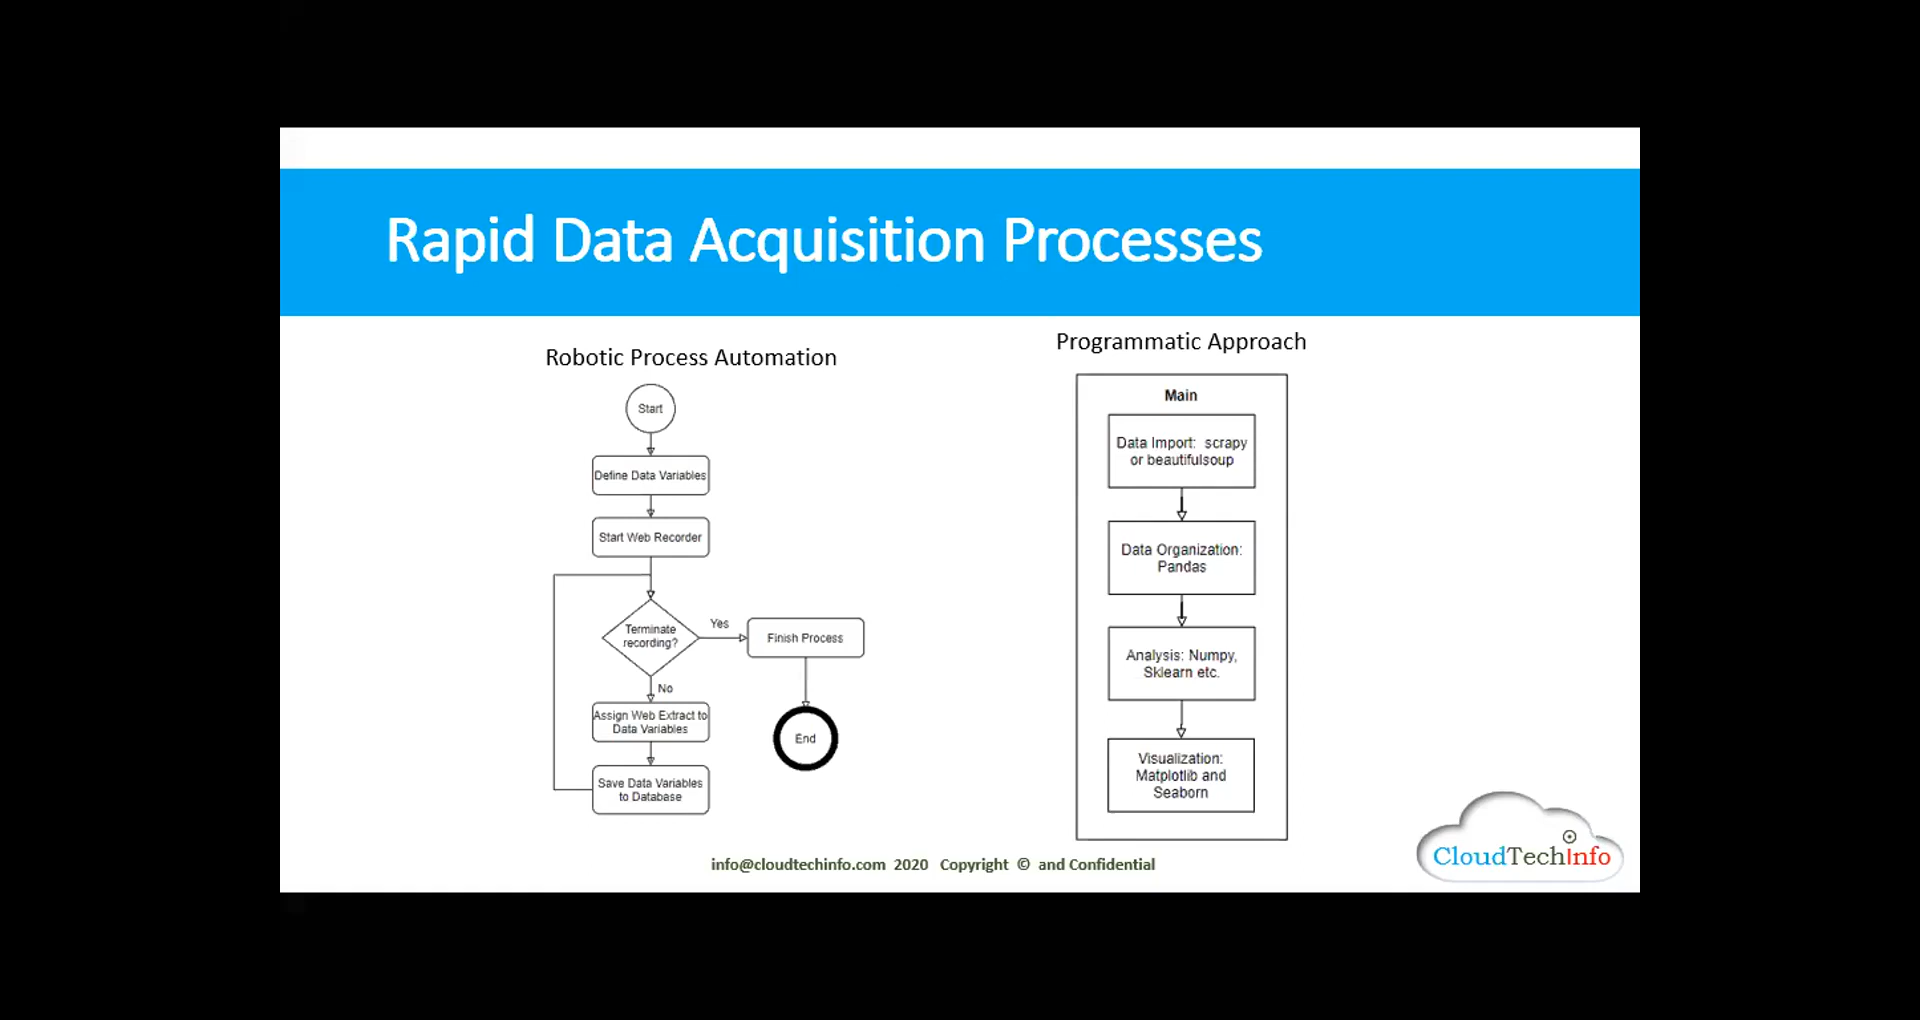 Rapid Data Acquisition Processes
Robotic Process Automation
Start
Define Data Variables
Start Web Recorder
Terminate
recording?
Yes
Finish Process
No
Assign Web Extract to
Data Variables
End
Save Data Variables
to Database
Programmatic Approach
Main
Data Import: scrapy
or beautifulsoup
Data Organization:
Pandas
Analysis: Numpy,
Sklearn etc.
Visualization:
Matplotlib and
Seaborn
info@cloudtechinfo.com 2020 Copyright © and Confidential
CloudTechInfo